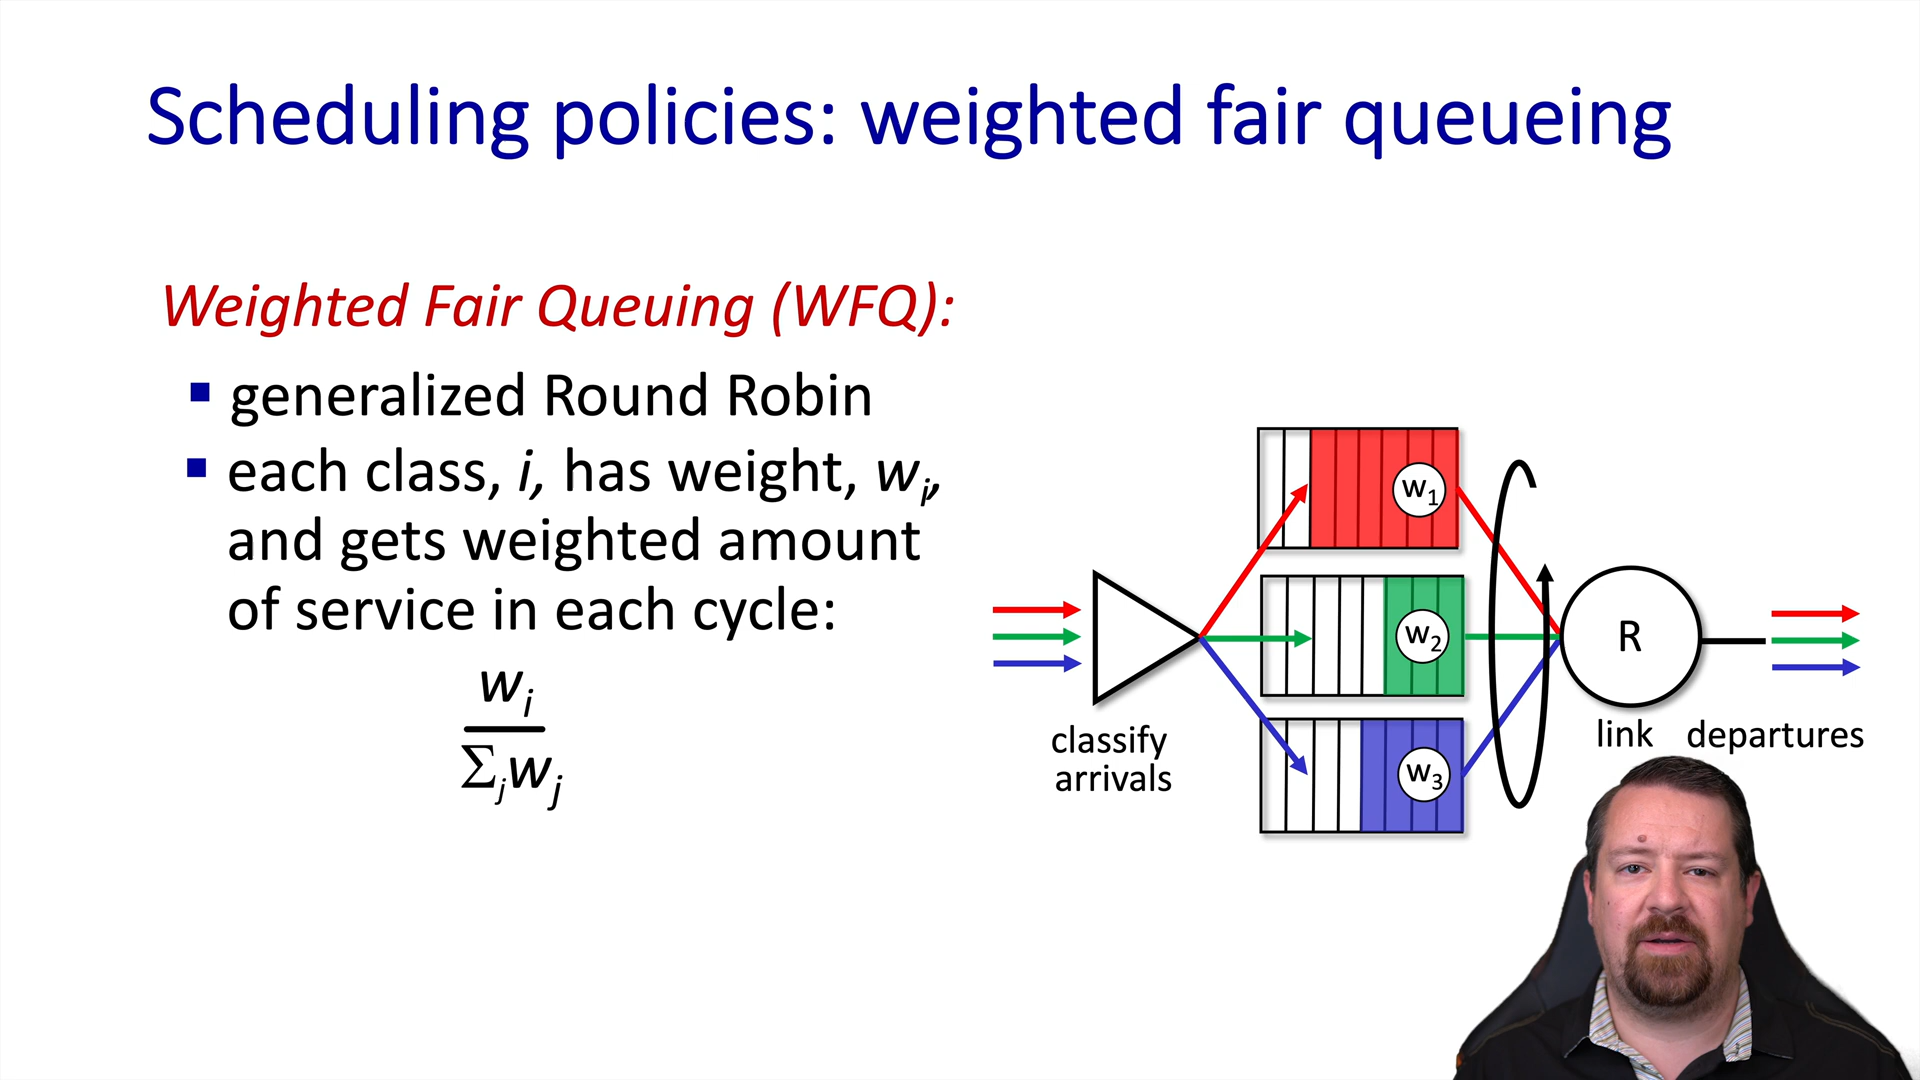 Scheduling policies: weighted fair queueing
Weighted Fair Queuing (WFQ):
▪ generalized Round Robin
▪ each class, i, has weight, wᵢ,
and gets weighted amount
of service in each cycle:
wᵢ
Σⱼwⱼ
classify
arrivals
w₁
w₂
w₃
R
link
departures